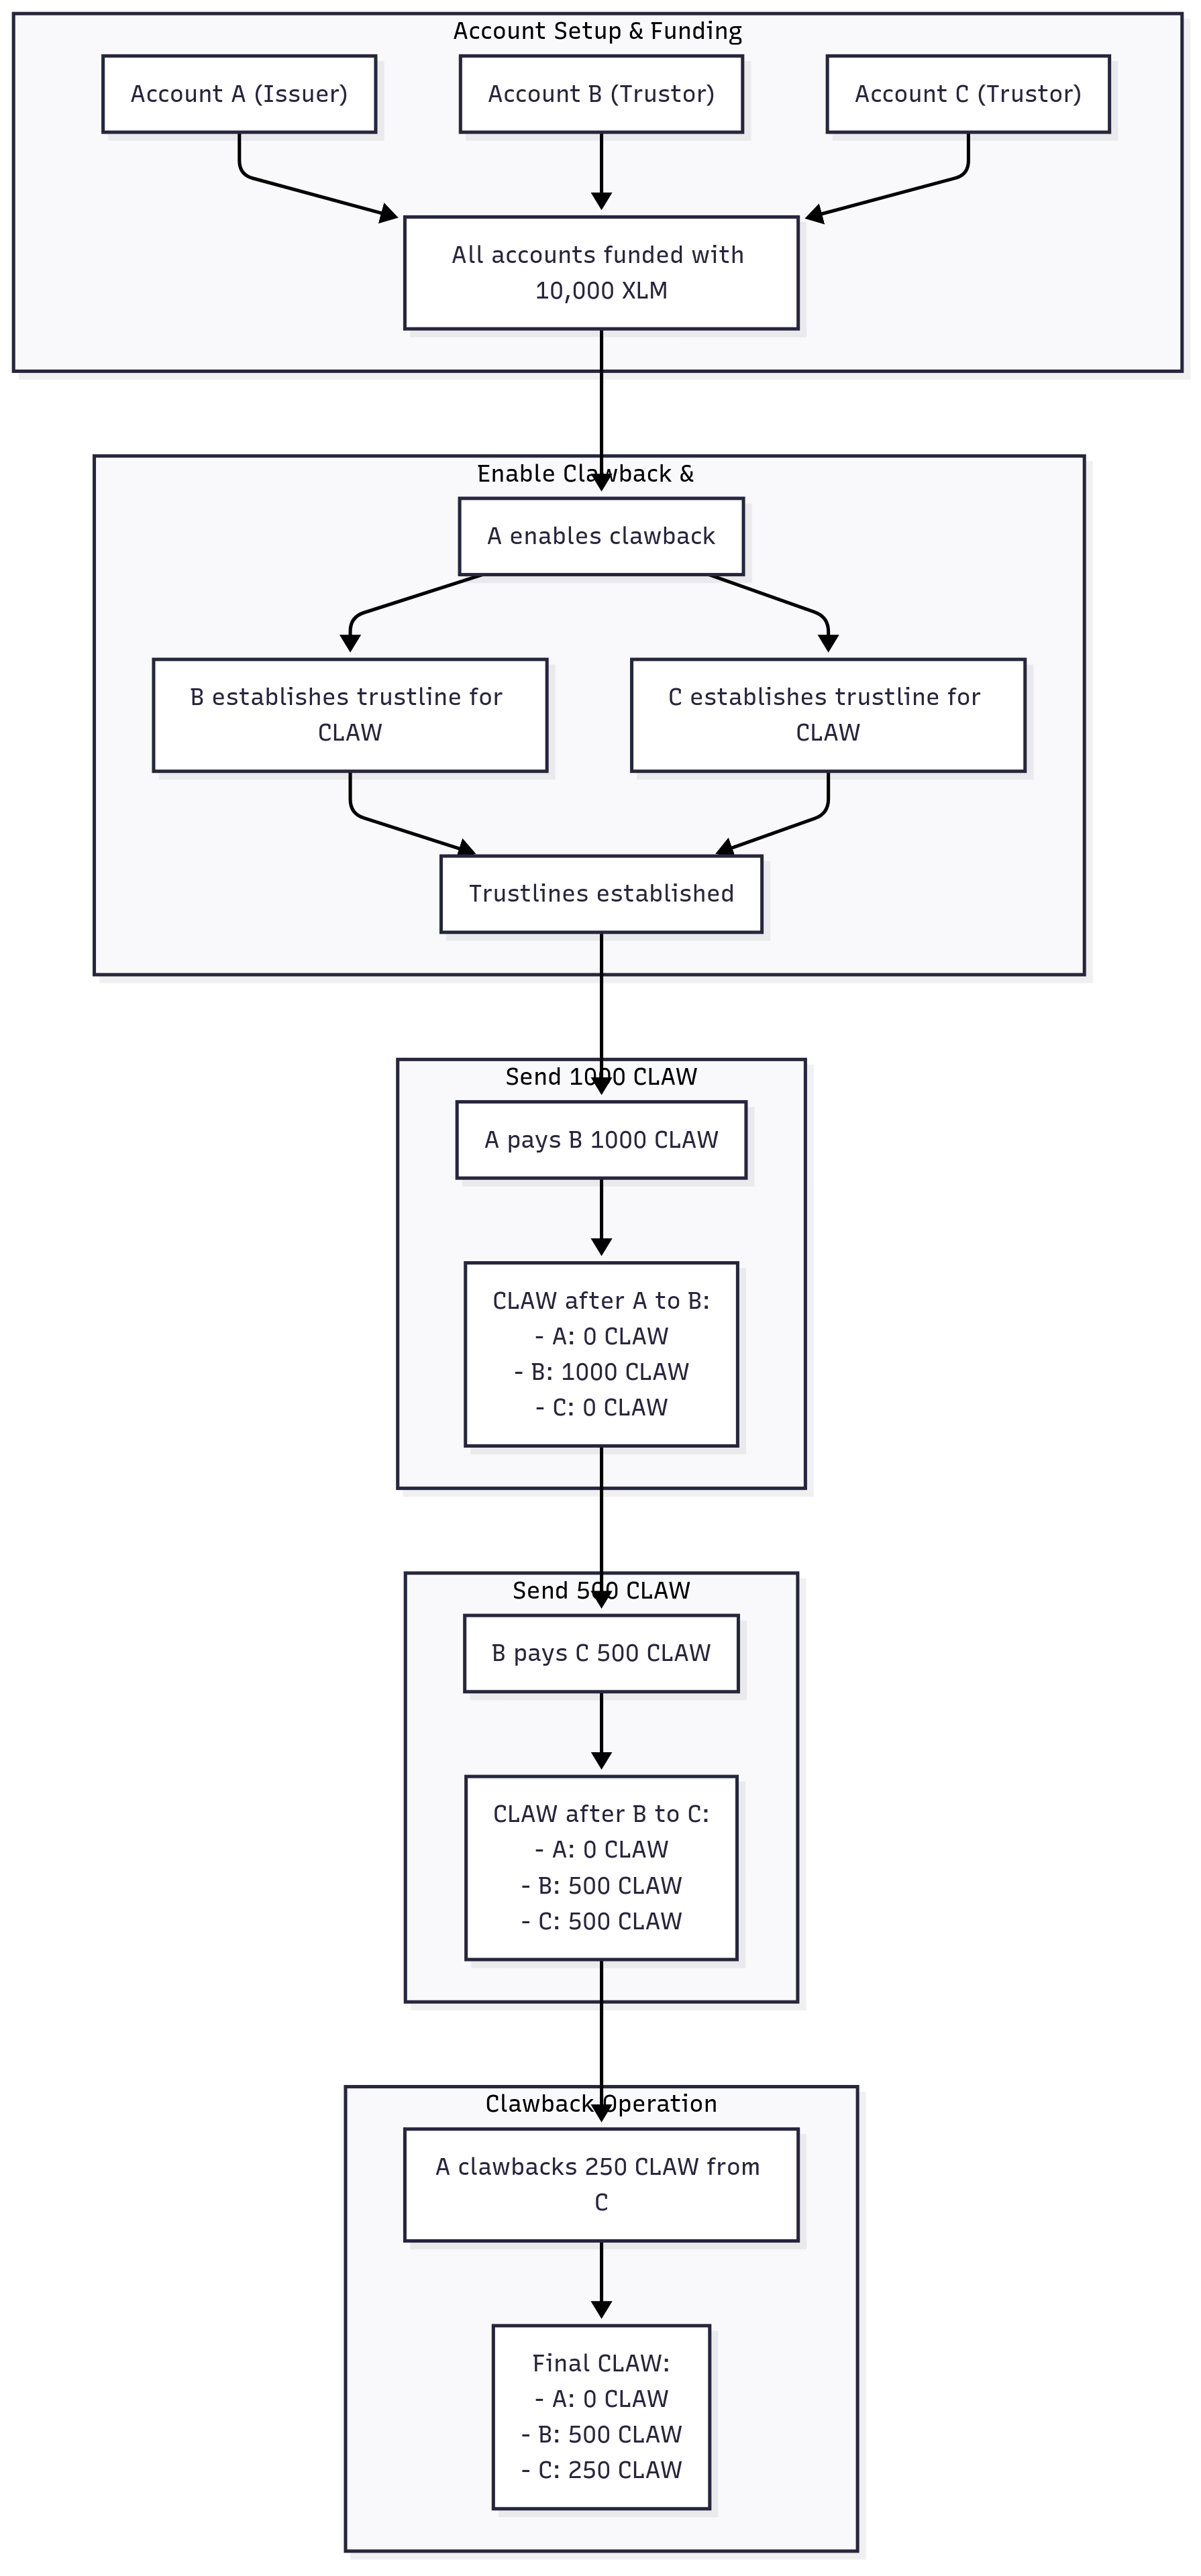 Account Setup & Funding
Account A (Issuer)
Account B (Trustor)
Account C (Trustor)
All accounts funded with
10,000 XLM
Enable Clawback &
A enables clawback
B establishes trustline for
CLAW
C establishes trustline for
CLAW
Trustlines established
Send 1000 CLAW
A pays B 1000 CLAW
CLAW after A to B:
- A: 0 CLAW
- B: 1000 CLAW
- C: 0 CLAW
Send 500 CLAW
B pays C 500 CLAW
CLAW after B to C:
- A: 0 CLAW
- B: 500 CLAW
- C: 500 CLAW
Clawback Operation
A clawbacks 250 CLAW from
C
Final CLAW:
- A: 0 CLAW
- B: 500 CLAW
- C: 250 CLAW